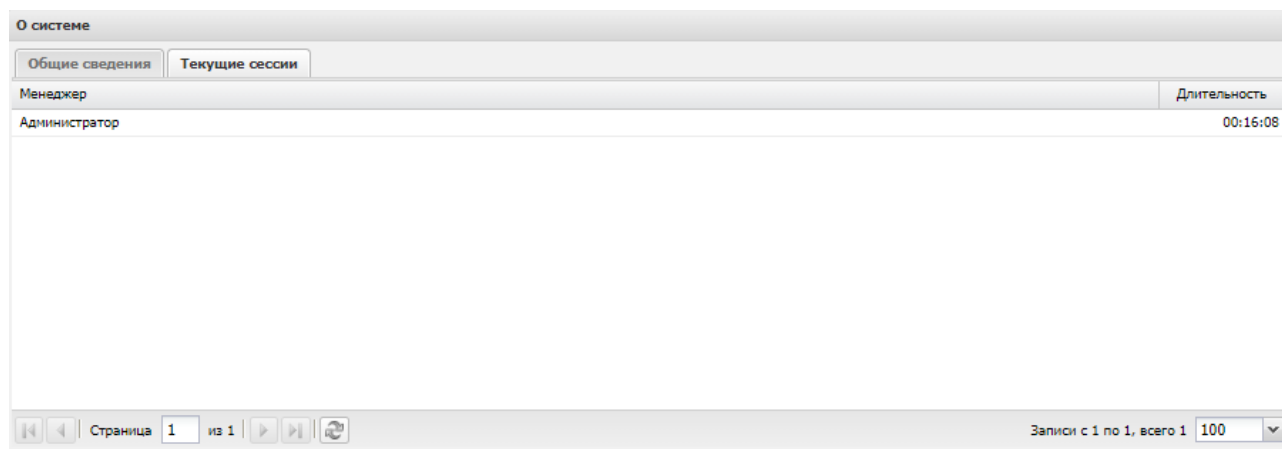 О системе
Общие сведения Текущие сессии
Менеджер Длительность
Администратор 00:16:08
Страница 1 из 1 Записи с 1 по 1, всего 1 100